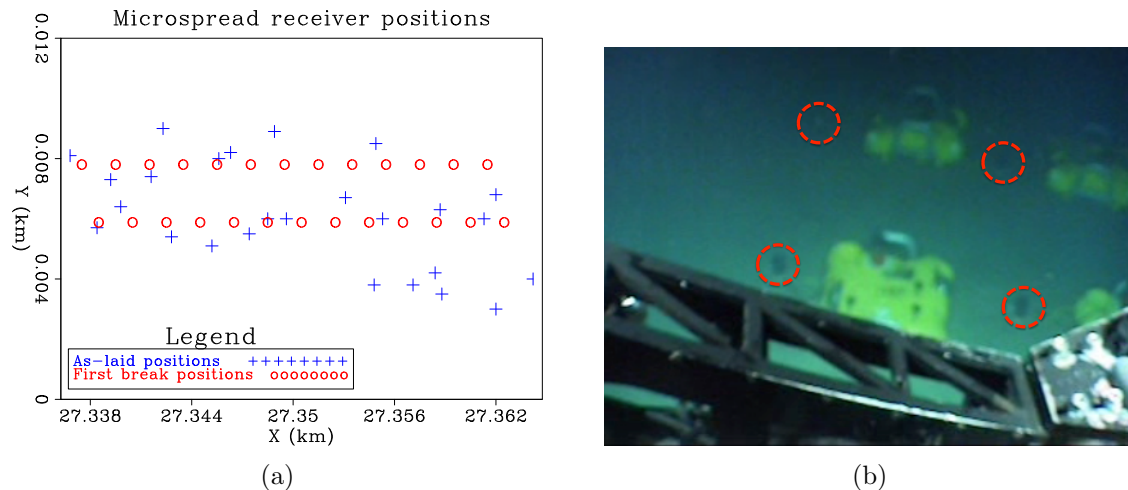 Microspread receiver positions
0.012
0.008
0.004
0
Y (km)
Legend
As-laid positions ++++++++
First break positions oooooooo
27.338 27.344 27.35 27.356 27.362
X (km)
(a) (b)